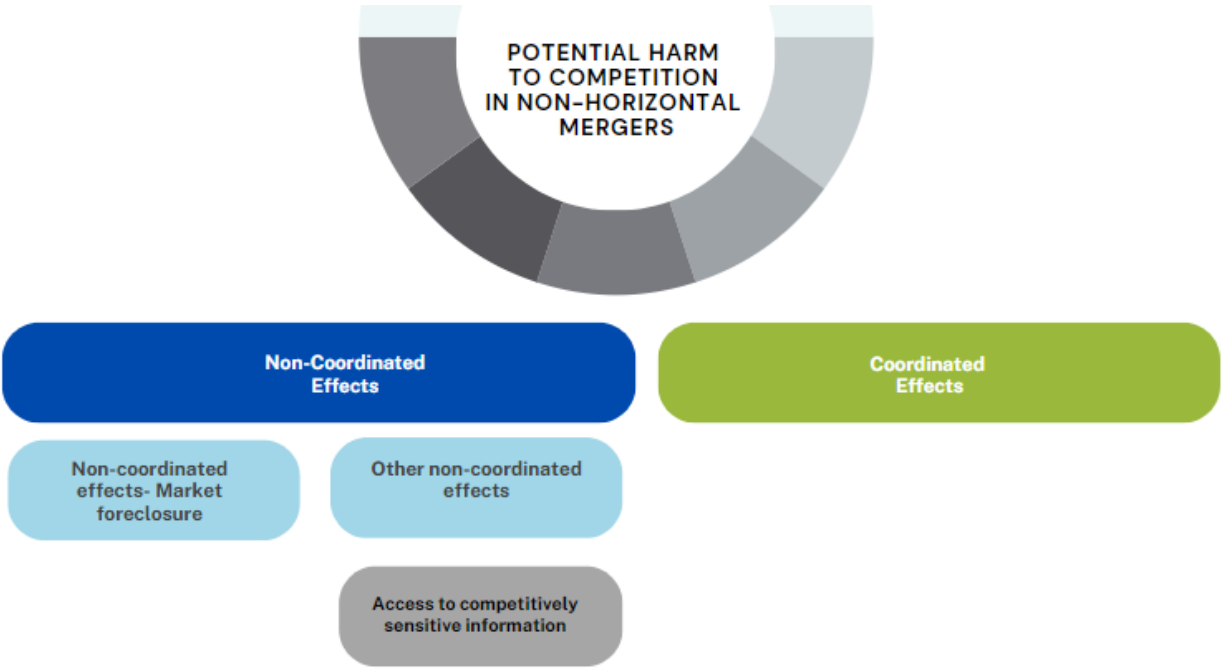 POTENTIAL HARM
TO COMPETITION
IN NON-HORIZONTAL
MERGERS
Non-Coordinated
Effects
Coordinated
Effects
Non-coordinated
effects- Market
foreclosure
Other non-coordinated
effects
Access to competitively
sensitive information